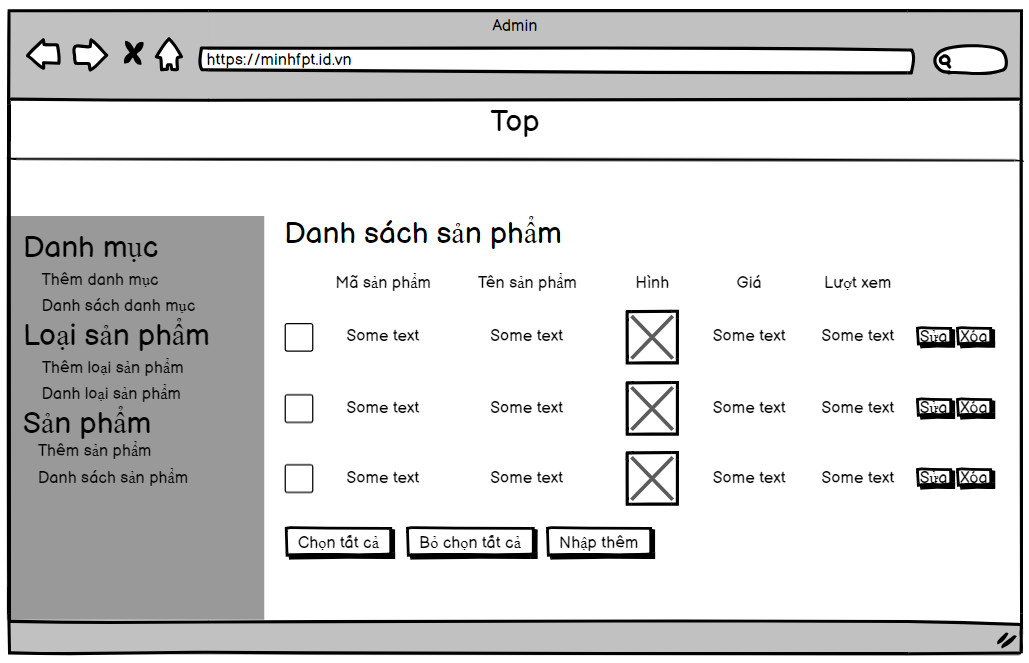 Admin
https://minhfpt.id.vn
Top
Danh mục
Thêm danh mục
Danh sách danh mục
Loại sản phẩm
Thêm loại sản phẩm
Danh loại sản phẩm
Sản phẩm
Thêm sản phẩm
Danh sách sản phẩm
Danh sách sản phẩm
Mã sản phẩm Tên sản phẩm Hình Giá Lượt xem
Some text Some text Some text Some text Sửa Xóa
Some text Some text Some text Some text Sửa Xóa
Some text Some text Some text Some text Sửa Xóa
Chọn tất cả Bỏ chọn tất cả Nhập thêm